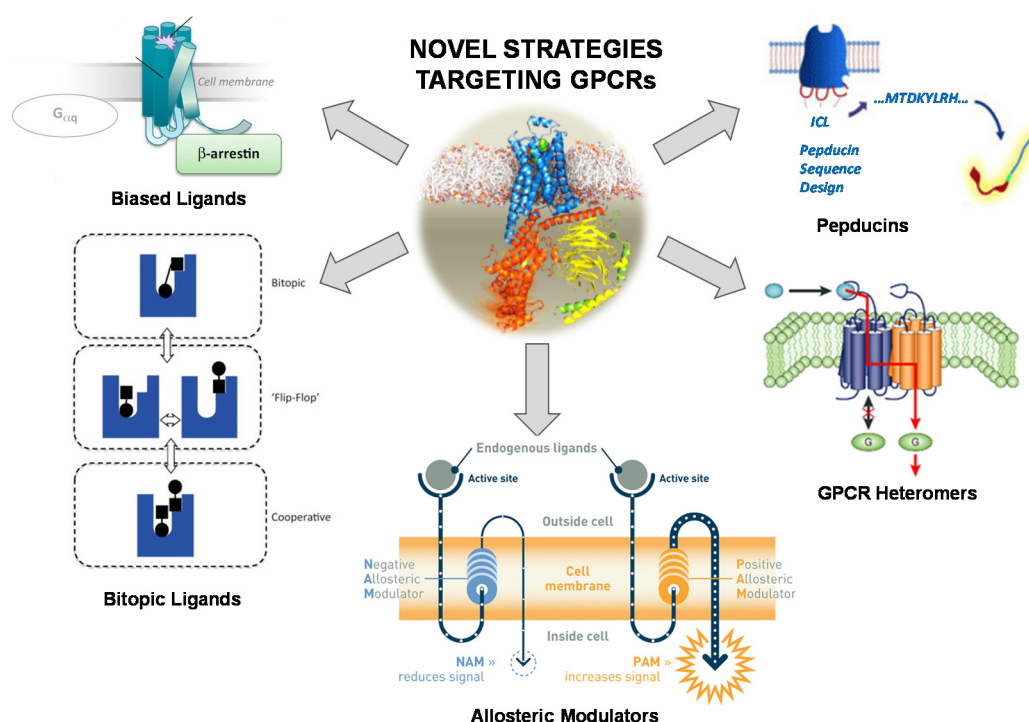 NOVEL STRATEGIES
TARGETING GPCRs
Cell membrane
Gαq
β-arrestin
Biased Ligands
ICL
...MTDKYLRH...
Pepducin
Sequence
Design
Pepducins
Bitopic
'Flip-Flop'
Cooperative
Bitopic Ligands
G
G
GPCR Heteromers
Endogenous ligands
Active site
Active site
Outside cell
Negative
Allosteric
Modulator
Cell
membrane
Positive
Allosteric
Modulator
Inside cell
NAM »
reduces signal
PAM »
increases signal
Allosteric Modulators